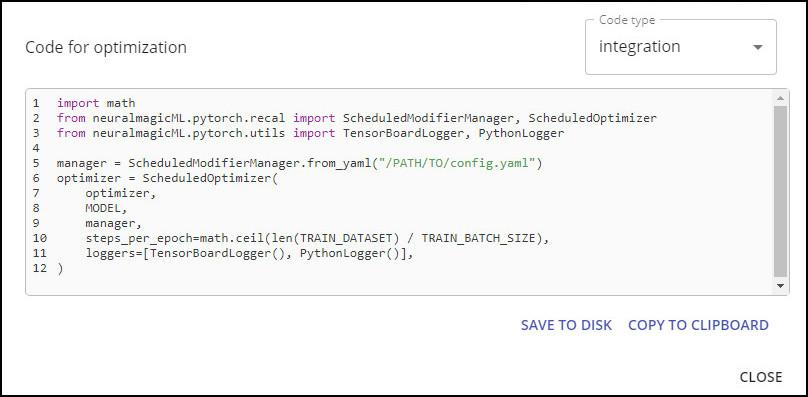 Code for optimization
Code type
integration
1 import math
2 from neuralmagicML.pytorch.recal import ScheduledModifierManager, ScheduledOptimizer
3 from neuralmagicML.pytorch.utils import TensorBoardLogger, PythonLogger
4
5 manager = ScheduledModifierManager.from_yaml("/PATH/TO/config.yaml")
6 optimizer = ScheduledOptimizer(
7     optimizer,
8     MODEL,
9     manager,
10     steps_per_epoch=math.ceil(len(TRAIN_DATASET) / TRAIN_BATCH_SIZE),
11     loggers=[TensorBoardLogger(), PythonLogger()],
12 )
SAVE TO DISK COPY TO CLIPBOARD
CLOSE